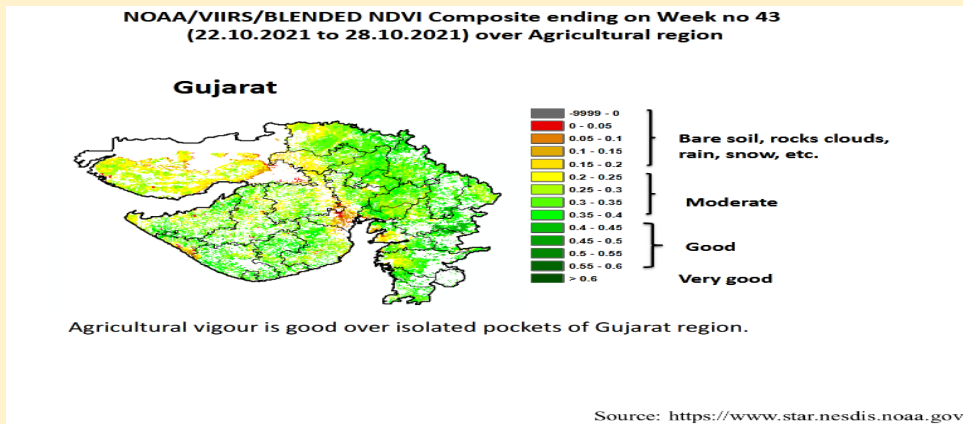 NOAA/VIIRS/BLENDED NDVI Composite ending on Week no 43
(22.10.2021 to 28.10.2021) over Agricultural region
Gujarat
-9999 - 0
0 - 0.05
0.05 - 0.1
0.1 - 0.15
0.15 - 0.2
0.2 - 0.25
0.25 - 0.3
0.3 - 0.35
0.35 - 0.4
0.4 - 0.45
0.45 - 0.5
0.5 - 0.55
0.55 - 0.6
> 0.6
Bare soil, rocks clouds,
rain, snow, etc.
Moderate
Good
Very good
Agricultural vigour is good over isolated pockets of Gujarat region.
Source: https://www.star.nesdis.noaa.gov